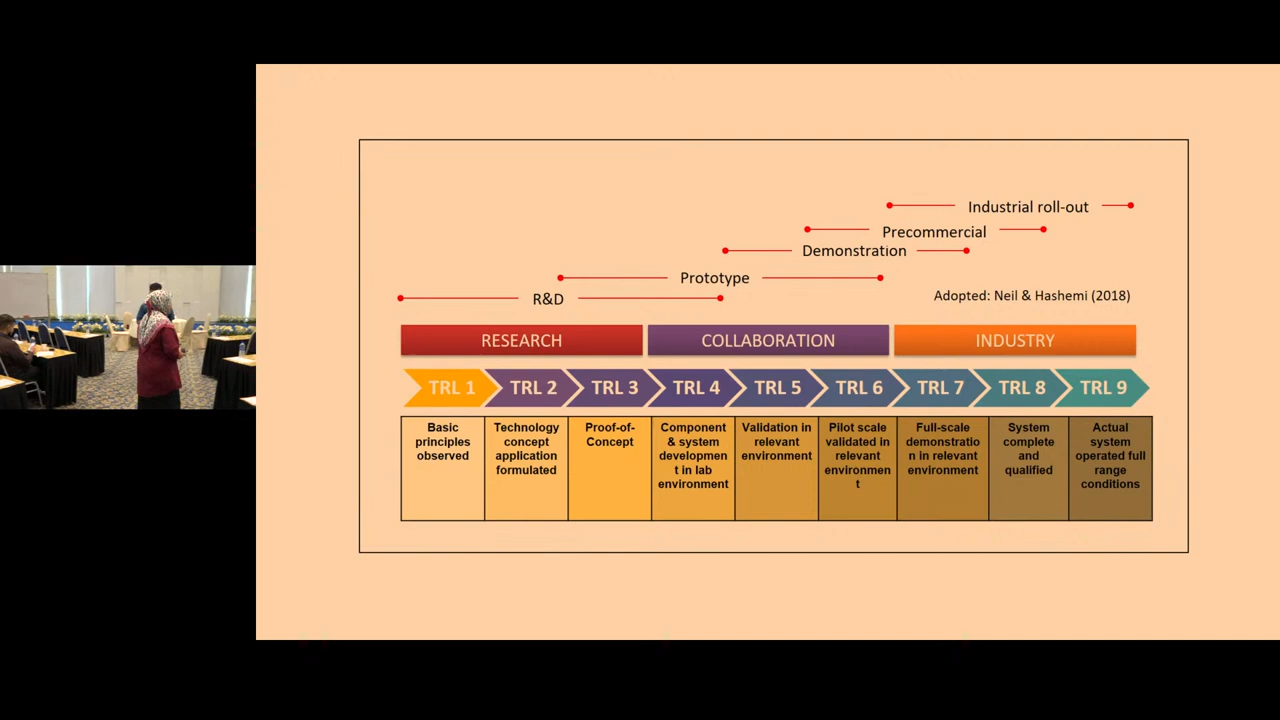 Industrial roll-out
Precommercial
Demonstration
Prototype
R&D
Adopted: Neil & Hashemi (2018)
RESEARCH
COLLABORATION
INDUSTRY
TRL 1
TRL 2
TRL 3
TRL 4
TRL 5
TRL 6
TRL 7
TRL 8
TRL 9
Basic
principles
observed
Technology
concept
application
formulated
Proof-of-
Concept
Component
& system
developmen
t in lab
environment
Validation in
relevant
environment
Pilot scale
validated in
relevant
environmen
t
Full-scale
demonstratio
n in relevant
environment
System
complete
and
qualified
Actual
system
operated full
range
conditions